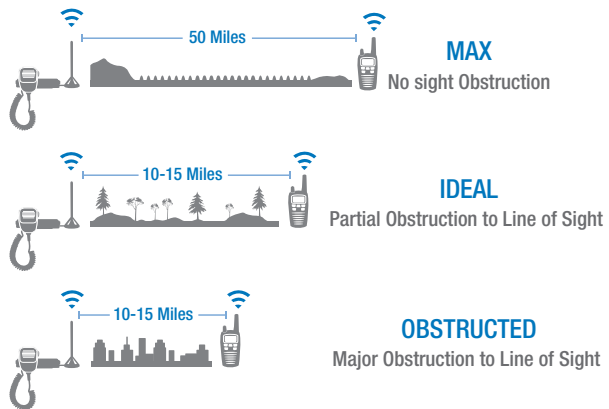 50 Miles
MAX
No sight Obstruction
10-15 Miles
IDEAL
Partial Obstruction to Line of Sight
10-15 Miles
OBSTRUCTED
Major Obstruction to Line of Sight